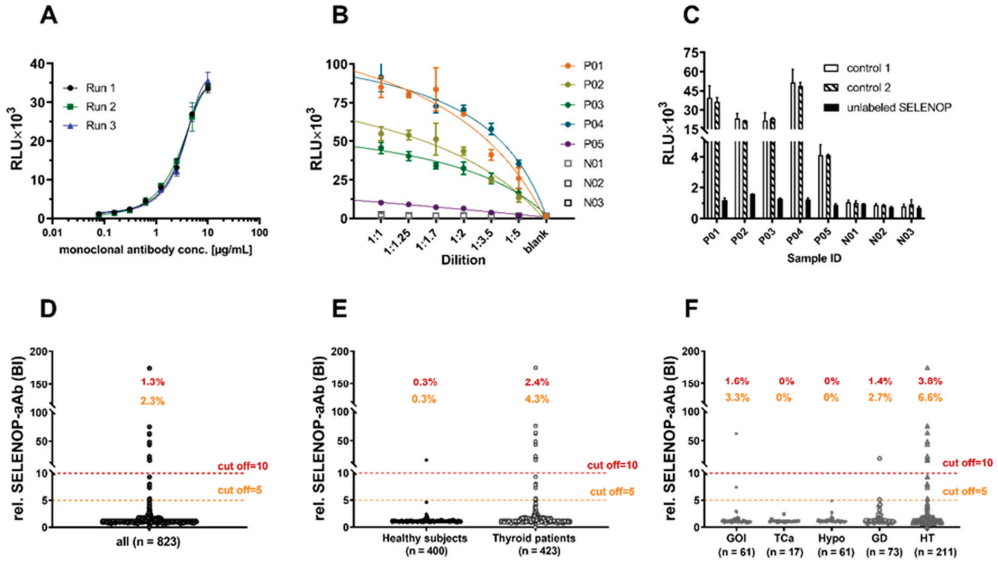 A
RLU×10³
40
30
20
10
0
Run 1
Run 2
Run 3
0.01
0.1
1
10
100
monoclonal antibody conc. [µg/mL]
B
RLU×10³
100
75
50
25
0
1:1
1:1.25
1:1.7
1:2
1:3.5
1:5
blank
Dilition
P01
P02
P03
P04
P05
N01
N02
N03
C
RLU×10³
75
60
45
30
15
4
2
0
control 1
control 2
unlabeled SELENOP
P01
P02
P03
P04
P05
N01
N02
N03
Sample ID
D
rel. SELENOP-aAb (BI)
200
150
100
50
10
5
0
1.3%
2.3%
cut off=10
cut off=5
all (n = 823)
E
rel. SELENOP-aAb (BI)
200
150
100
50
10
5
0
0.3% 2.4%
0.3% 4.3%
cut off=10
cut off=5
Healthy subjects Thyroid patients
(n = 400) (n = 423)
F
rel. SELENOP-aAb (BI)
200
150
100
50
10
5
0
1.6% 0% 0% 1.4% 3.8%
3.3% 0% 0% 2.7% 6.6%
cut off=10
cut off=5
GOI TCa Hypo GD HT
(n = 61) (n = 17) (n = 61) (n = 73) (n = 211)